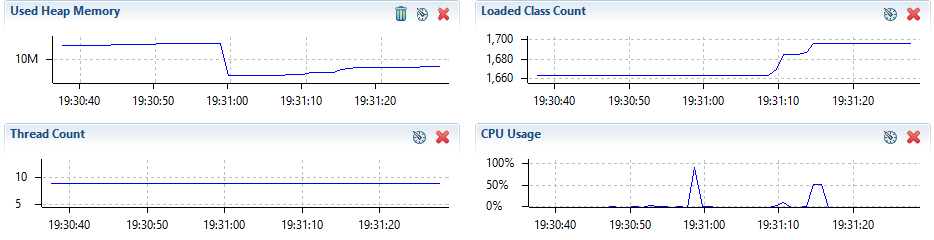 Used Heap Memory
10M
19:30:40 19:30:50 19:31:00 19:31:10 19:31:20
Loaded Class Count
1,700
1,680
1,660
19:30:40 19:30:50 19:31:00 19:31:10 19:31:20
Thread Count
10
5
19:30:40 19:30:50 19:31:00 19:31:10 19:31:20
CPU Usage
100%
50%
0%
19:30:40 19:30:50 19:31:00 19:31:10 19:31:20